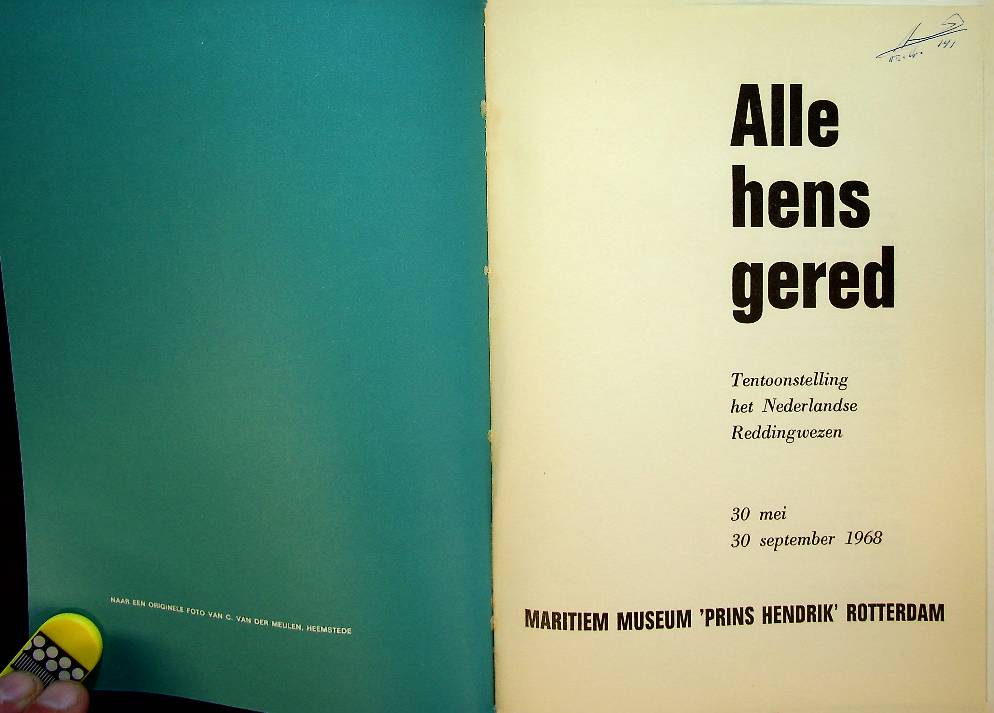 NAAR EEN ORIGINELE FOTO VAN C. VAN DER MEULEN, HEEMSTEDE
141
Alle
hens
gered
Tentoonstelling
het Nederlandse
Reddingwezen
30 mei
30 september 1968
MARITIEM MUSEUM 'PRINS HENDRIK' ROTTERDAM